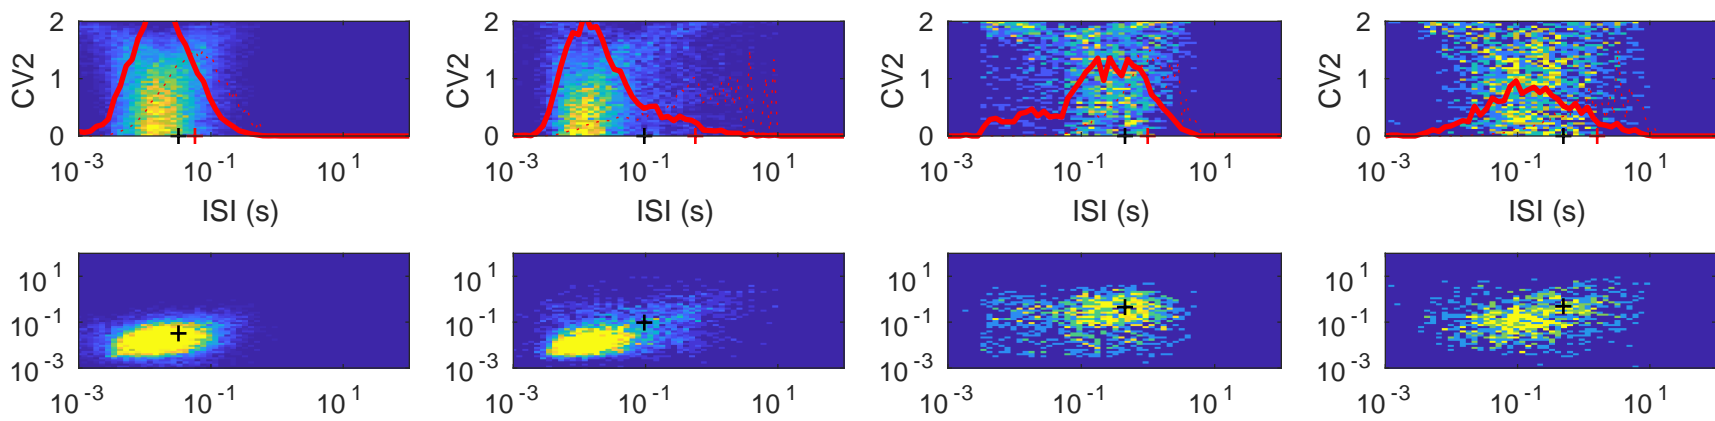 2 2 2 2
CV2 CV2 CV2 CV2
1 1 1 1
0 0 0 0
10^-3 10^-1 10^1 10^-3 10^-1 10^1 10^-3 10^-1 10^1 10^-3 10^-1 10^1
ISI (s) ISI (s) ISI (s) ISI (s)
10^1 10^1 10^1 10^1
10^-1 10^-1 10^-1 10^-1
10^-3 10^-3 10^-3 10^-3
10^-3 10^-1 10^1 10^-3 10^-1 10^1 10^-3 10^-1 10^1 10^-3 10^-1 10^1